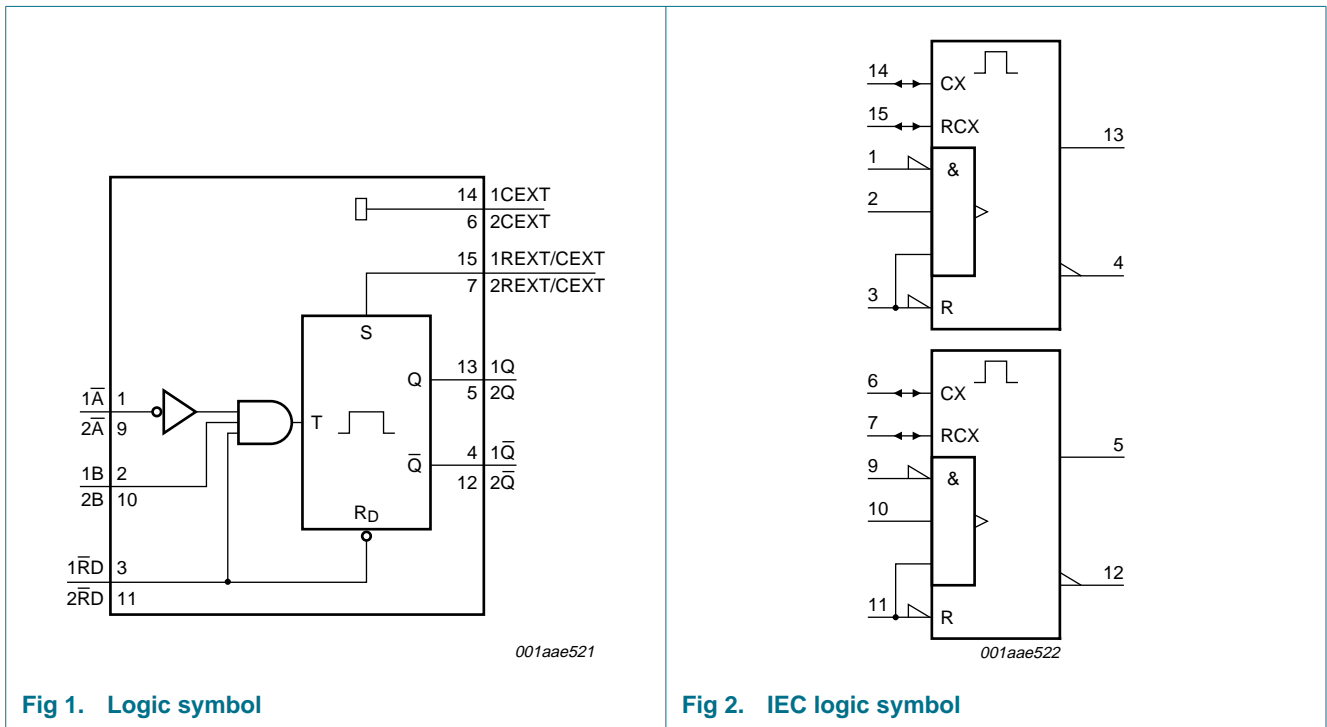 14 1CEXT
6 2CEXT
15 1REXT/CEXT
7 2REXT/CEXT
S
Q 13 1Q
5 2Q
1A̅ 1
2A̅ 9
T
Q̅ 4 1Q̅
12 2Q̅
1B 2
2B 10
RD
1R̅D 3
2R̅D 11
001aae521
Fig 1. Logic symbol
14 CX
15 RCX
13
1 &
2
4
3 R
6 CX
7 RCX
5
9 &
10
12
11 R
001aae522
Fig 2. IEC logic symbol